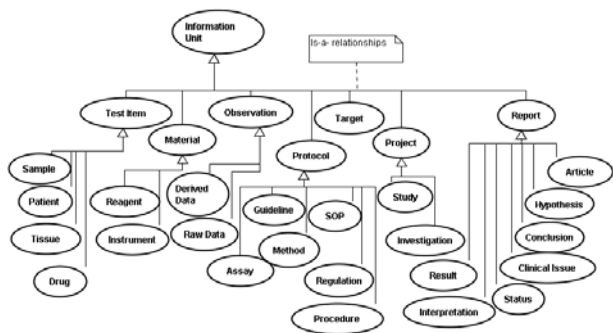 Information
Unit
Is-a- relationships
Test Item
Material
Observation
Protocol
Target
Project
Report
Sample
Patient
Tissue
Drug
Reagent
Instrument
Derived
Data
Raw Data
Guideline
Method
Assay
SOP
Regulation
Procedure
Study
Investigation
Article
Hypothesis
Conclusion
Clinical Issue
Status
Result
Interpretation